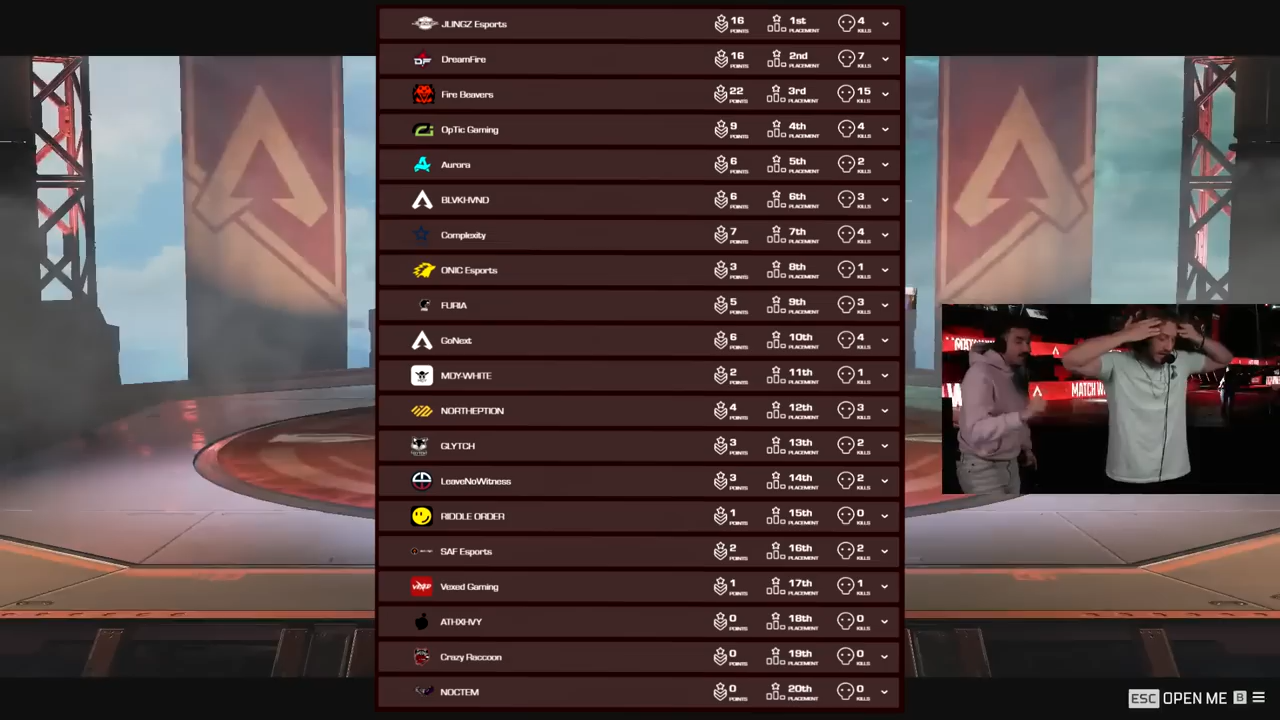 JLINGZ Esports 16 POINTS 1st PLACEMENT 4 KILLS
DreamFire 16 POINTS 2nd PLACEMENT 7 KILLS
Fire Beavers 22 POINTS 3rd PLACEMENT 15 KILLS
OpTic Gaming 9 POINTS 4th PLACEMENT 4 KILLS
Aurora 6 POINTS 5th PLACEMENT 2 KILLS
BLVKHVND 6 POINTS 6th PLACEMENT 3 KILLS
Complexity 7 POINTS 7th PLACEMENT 4 KILLS
ONIC Esports 3 POINTS 8th PLACEMENT 1 KILLS
FURIA 5 POINTS 9th PLACEMENT 3 KILLS
GoNext 6 POINTS 10th PLACEMENT 4 KILLS
MDY-WHITE 2 POINTS 11th PLACEMENT 1 KILLS
NORTHEPTION 4 POINTS 12th PLACEMENT 3 KILLS
GLYTCH 3 POINTS 13th PLACEMENT 2 KILLS
LeaveNoWitness 3 POINTS 14th PLACEMENT 2 KILLS
RIDDLE ORDER 1 POINTS 15th PLACEMENT 0 KILLS
SAF Esports 2 POINTS 16th PLACEMENT 2 KILLS
Vexed Gaming 1 POINTS 17th PLACEMENT 1 KILLS
ATHXHVY 0 POINTS 18th PLACEMENT 0 KILLS
Crazy Raccoon 0 POINTS 19th PLACEMENT 0 KILLS
NOCTEM 0 POINTS 20th PLACEMENT 0 KILLS
MATCH W
ESC OPEN ME B